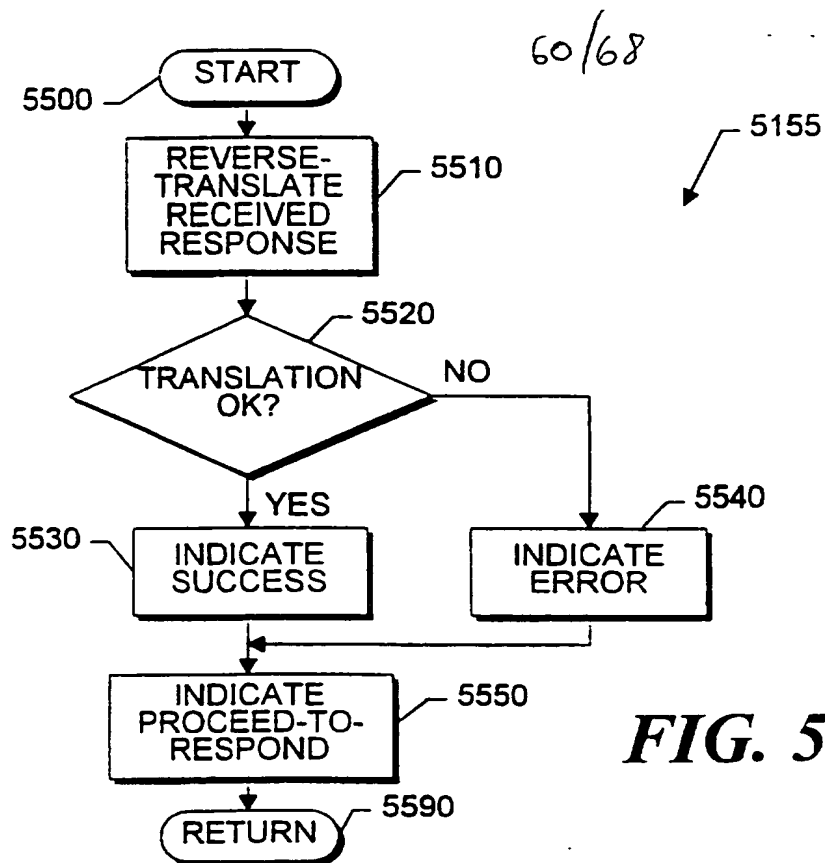 60/68
START
5500
5155
REVERSE-
TRANSLATE
RECEIVED
RESPONSE
5510
5520
TRANSLATION
OK?
NO
YES
5530
INDICATE
SUCCESS
5540
INDICATE
ERROR
INDICATE
PROCEED-TO-
RESPOND
5550
FIG. 5
RETURN
5590